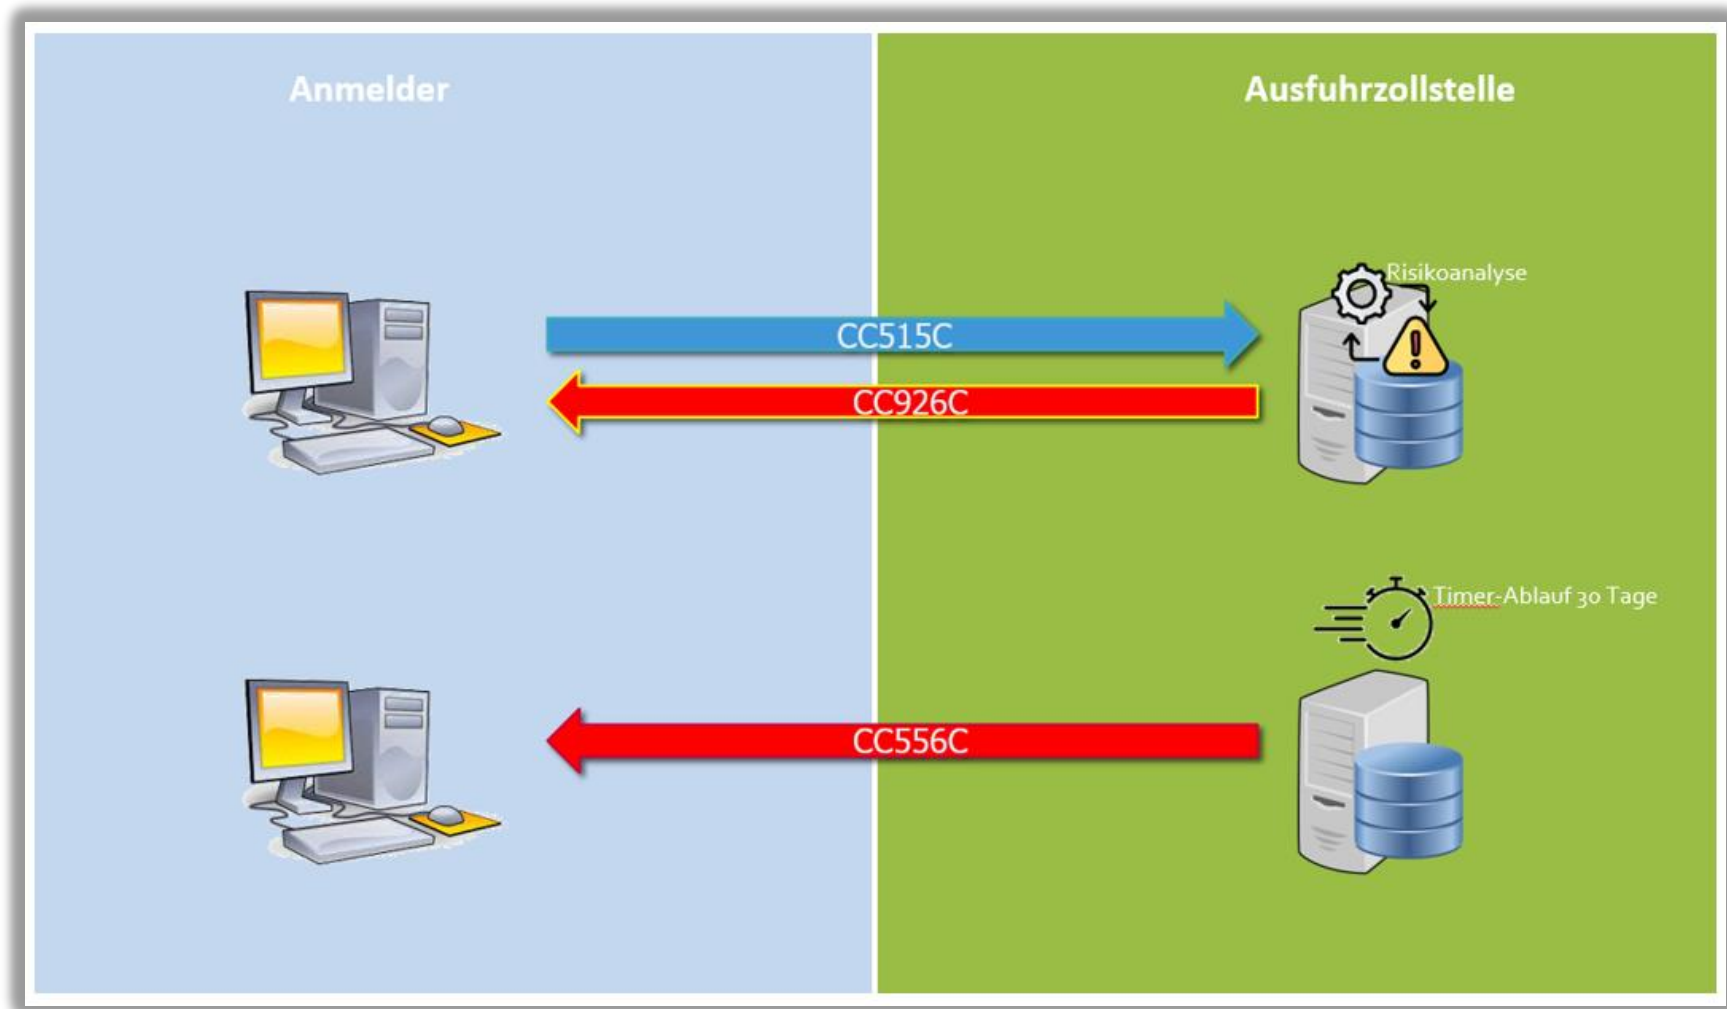 Anmelder
Ausfuhrzollstelle
Risikoanalyse
CC515C
CC926C
Timer-Ablauf 30 Tage
CC556C